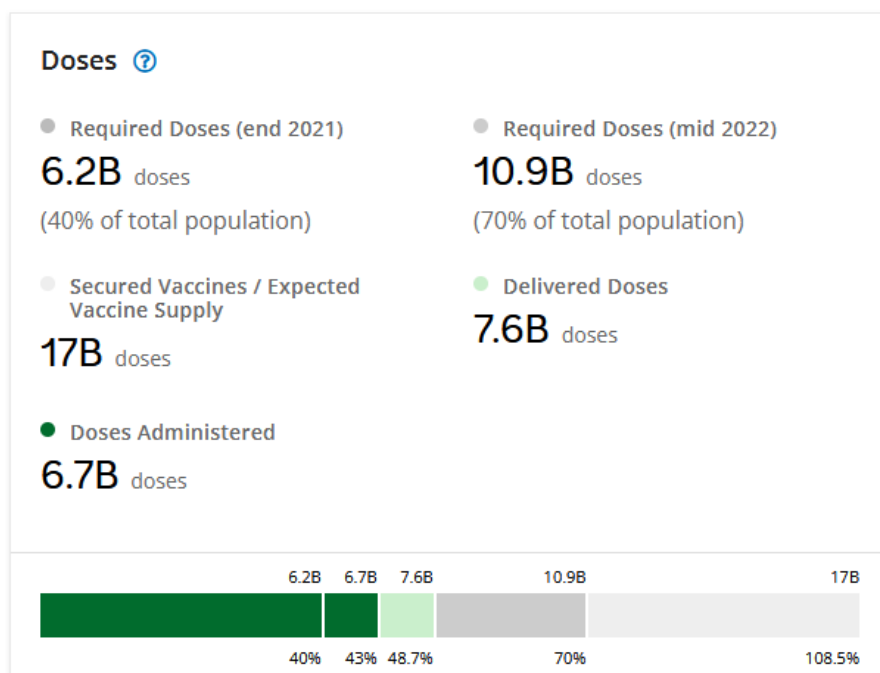 Doses ?
Required Doses (end 2021)
6.2B doses
(40% of total population)
Required Doses (mid 2022)
10.9B doses
(70% of total population)
Secured Vaccines / Expected
Vaccine Supply
17B doses
Delivered Doses
7.6B doses
Doses Administered
6.7B doses
6.2B 6.7B 7.6B 10.9B 17B
40% 43% 48.7% 70% 108.5%